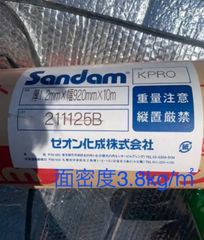 Sandam
KPRO
厚1.2mm×幅920mm×10m
重量注意
縦置厳禁
211125B
ゼオン化成株式会社
面密度3.8kg/㎡